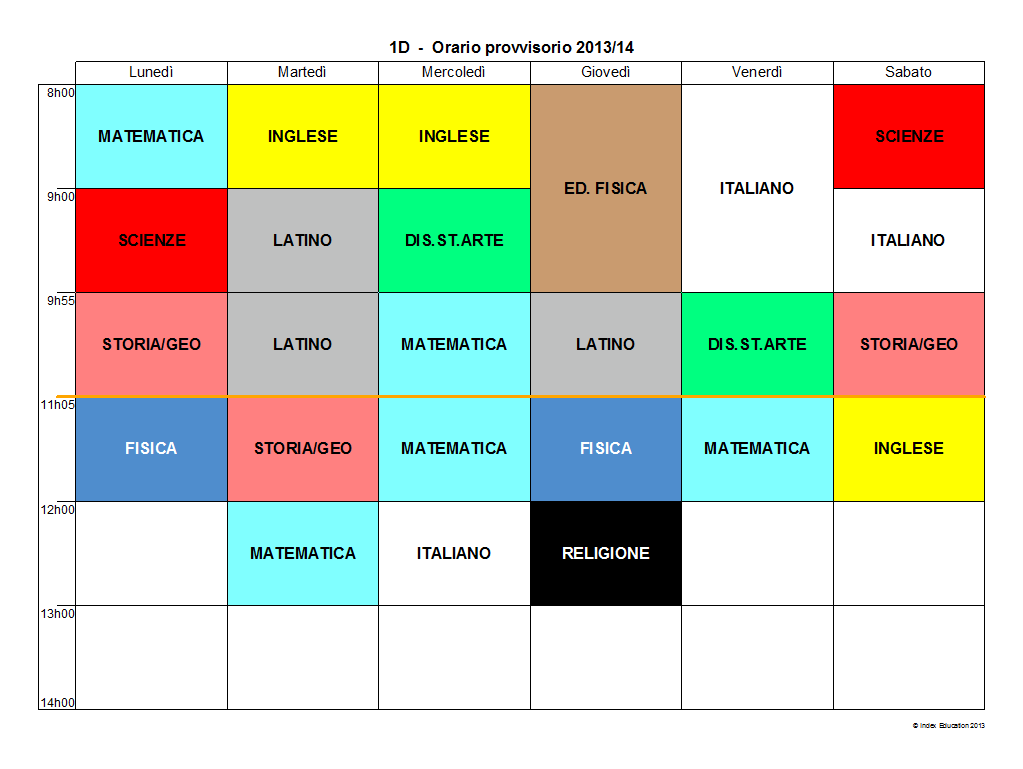 1D - Orario provvisorio 2013/14
Lunedì Martedì Mercoledì Giovedì Venerdì Sabato
8h00
MATEMATICA INGLESE INGLESE ED. FISICA ITALIANO SCIENZE
9h00
SCIENZE LATINO DIS.ST.ARTE ITALIANO
9h55
STORIA/GEO LATINO MATEMATICA LATINO DIS.ST.ARTE STORIA/GEO
11h05
FISICA STORIA/GEO MATEMATICA FISICA MATEMATICA INGLESE
12h00
MATEMATICA ITALIANO RELIGIONE
13h00
14h00
© Index Education 2013